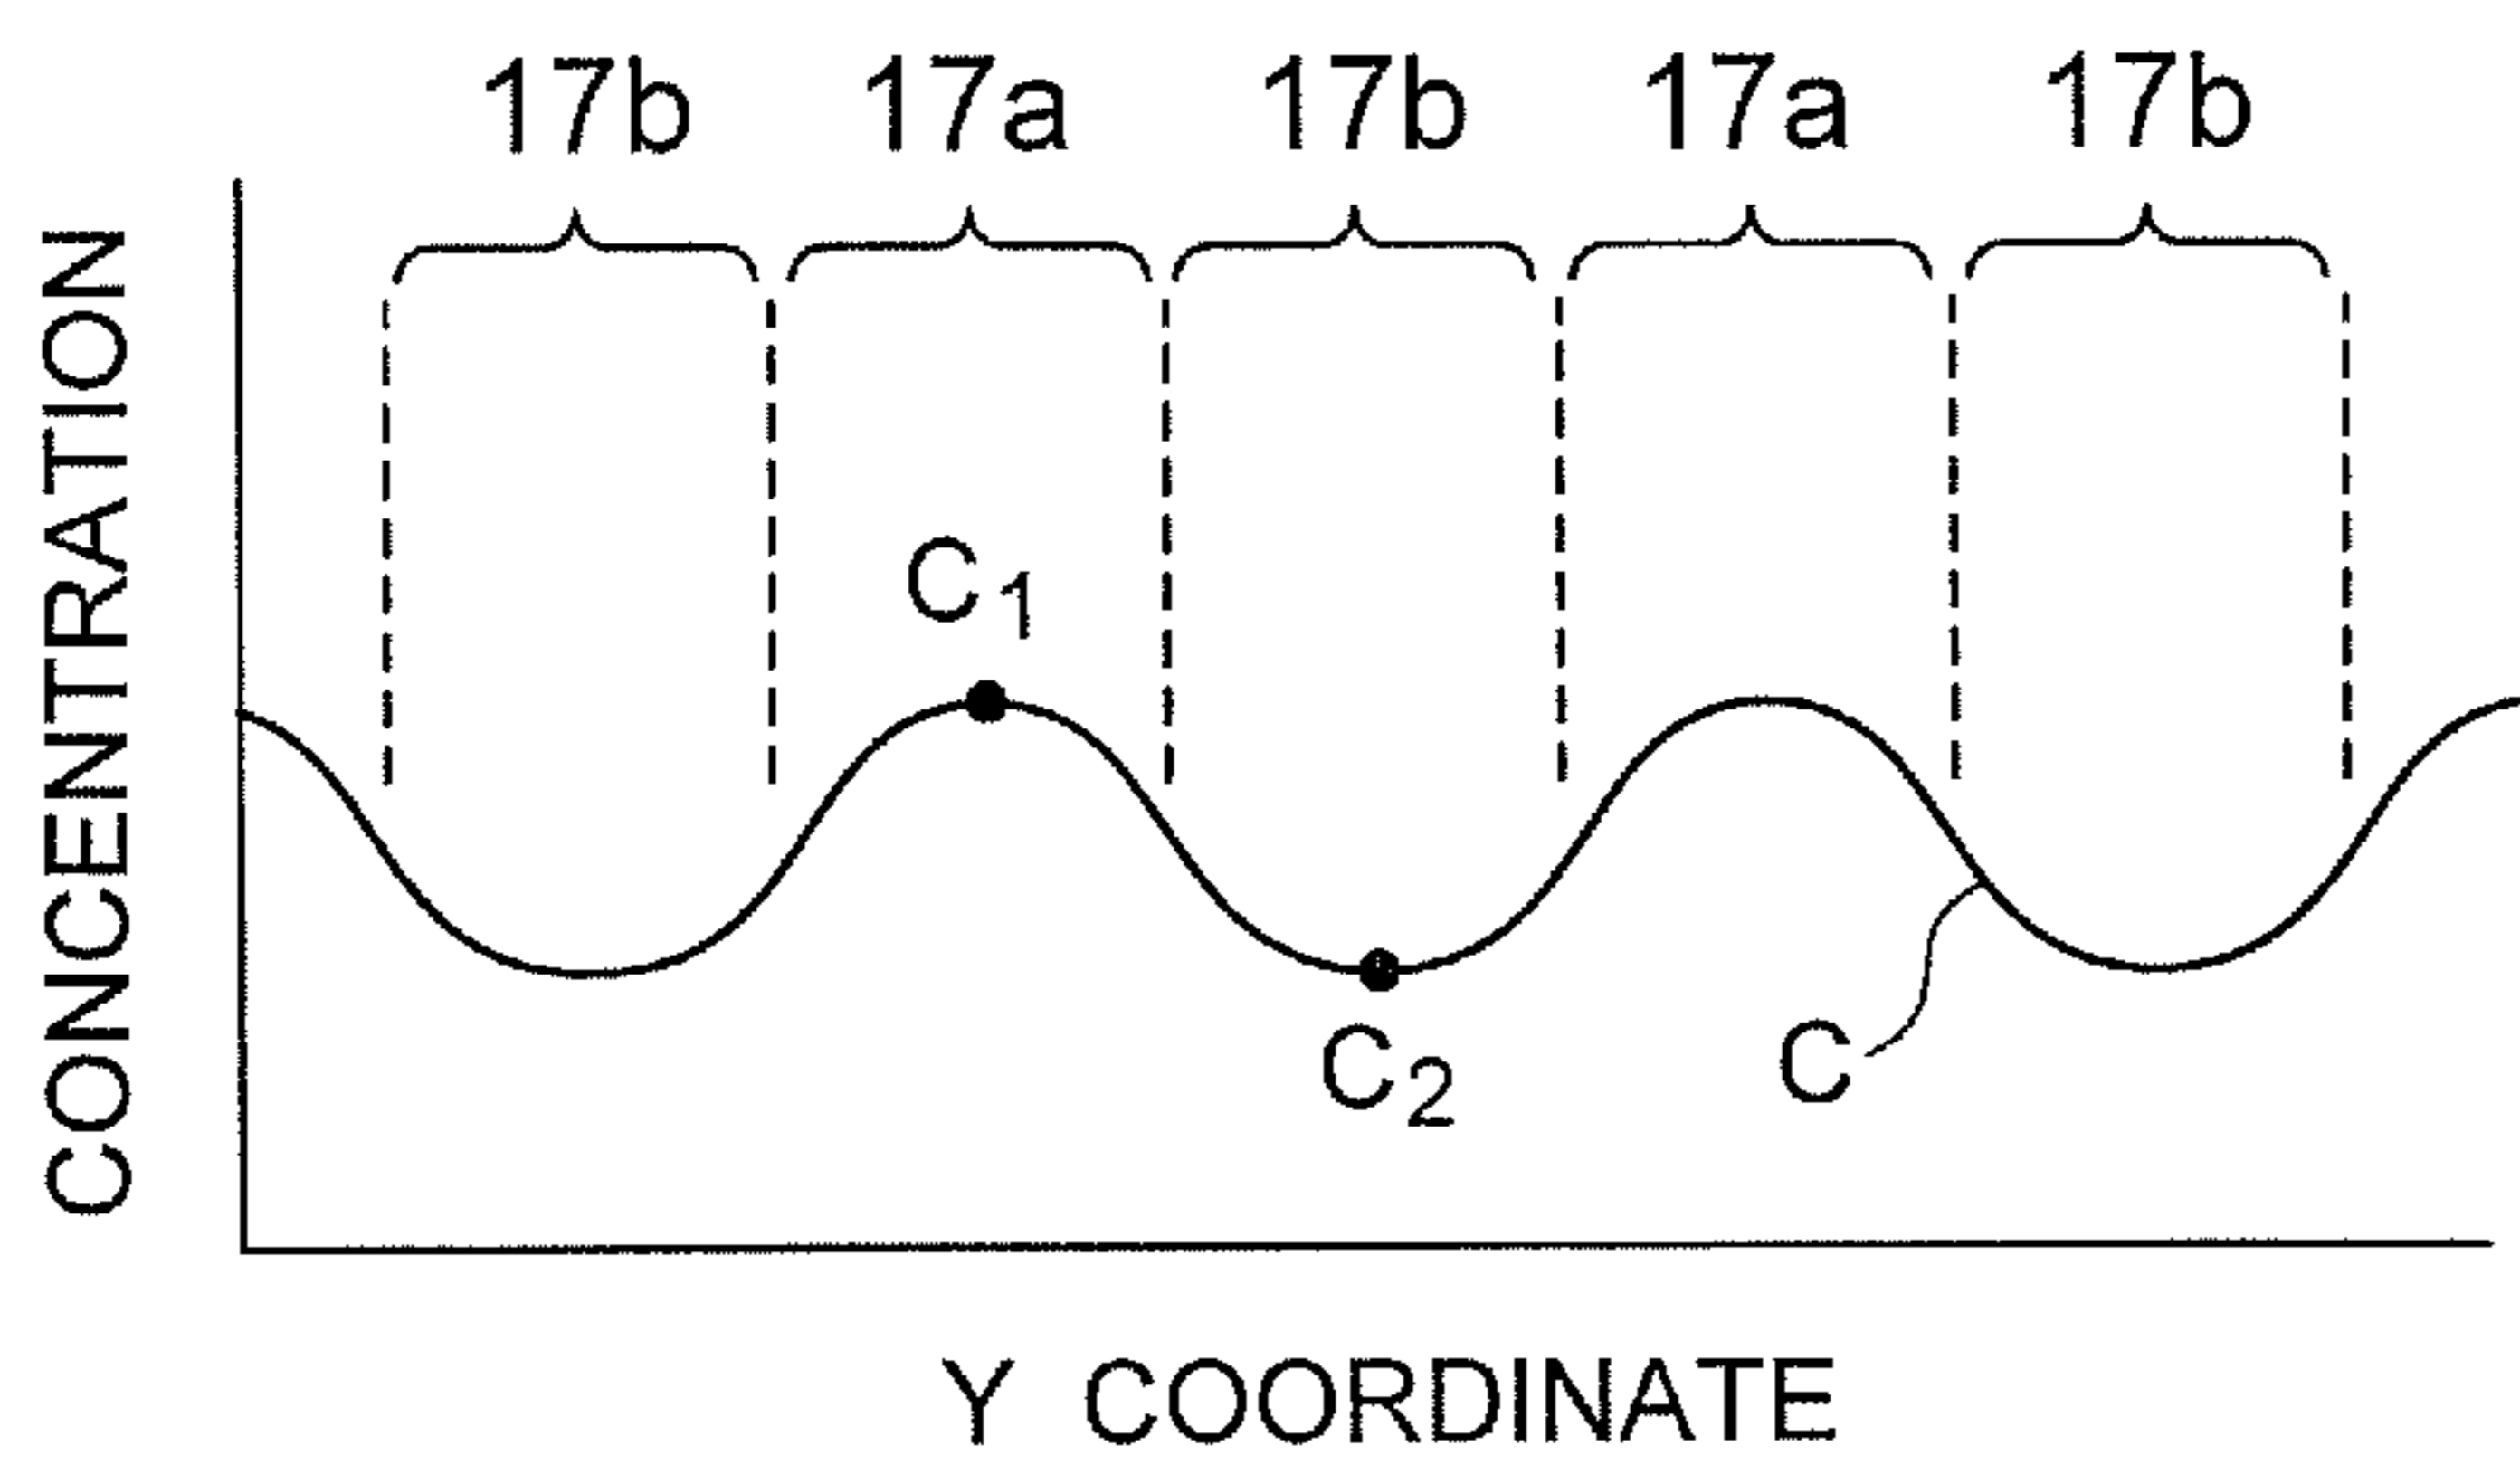 17b 17a 17b 17a 17b
CONCENTRATION
C1
C2
C
Y COORDINATE